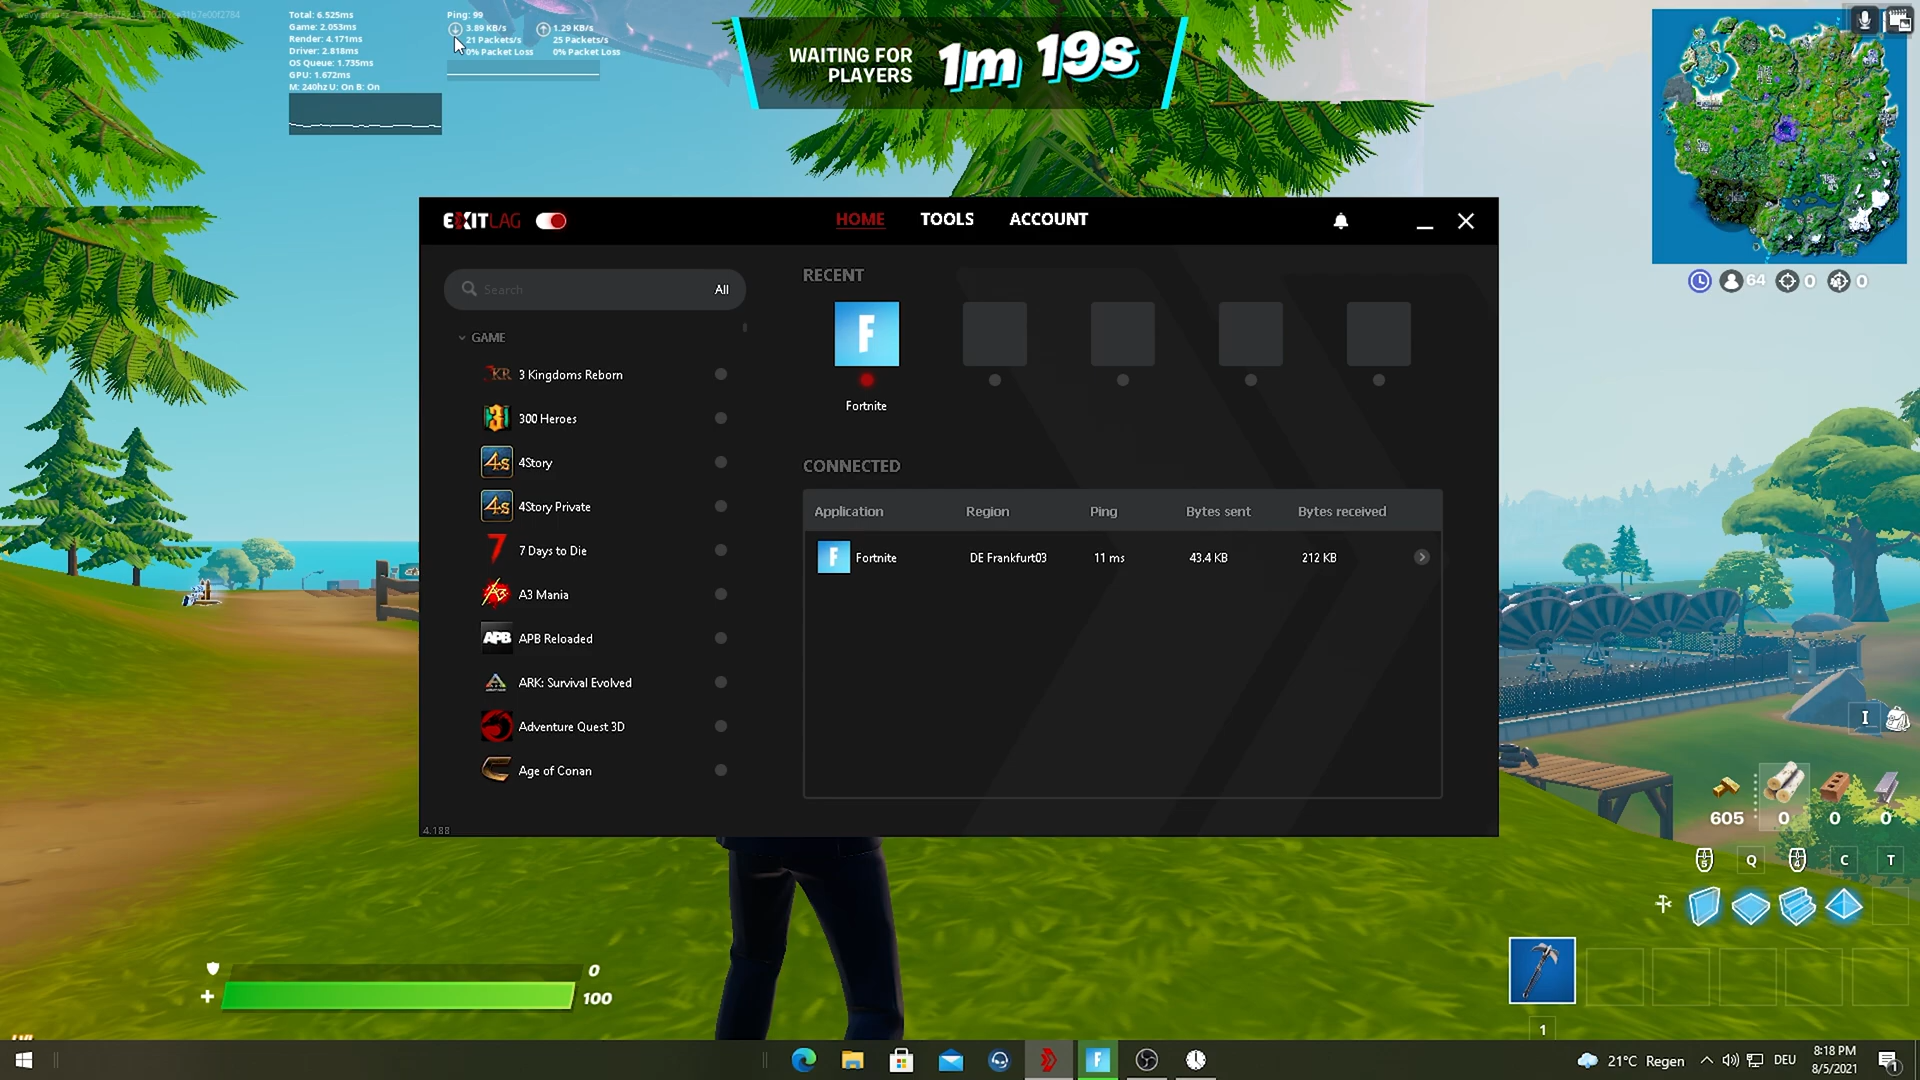 Total: 6.525ms
Game: 2.053ms
Render: 4.171ms
Driver: 2.818ms
OS Queue: 1.735ms
GPU: 1.672ms
M: 240hz U: On B: On
Ping: 99
3.89 KB/s 1.29 KB/s
21 Packets/s 25 Packets/s
0% Packet Loss 0% Packet Loss
WAITING FOR
PLAYERS
1m 19s
64 0 0
EXITLAG
HOME TOOLS ACCOUNT
Search All
GAME
3 Kingdoms Reborn
300 Heroes
4Story
4Story Private
7 Days to Die
A3 Mania
APB APB Reloaded
ARK: Survival Evolved
Adventure Quest 3D
Age of Conan
4.188
RECENT
F
Fortnite
CONNECTED
Application Region Ping Bytes sent Bytes received
F Fortnite DE Frankfurt03 11 ms 43.4 KB 212 KB
I
605 0 0 0
Q C T
0
100
1
21°C Regen DEU
8:18 PM
8/5/2021
1